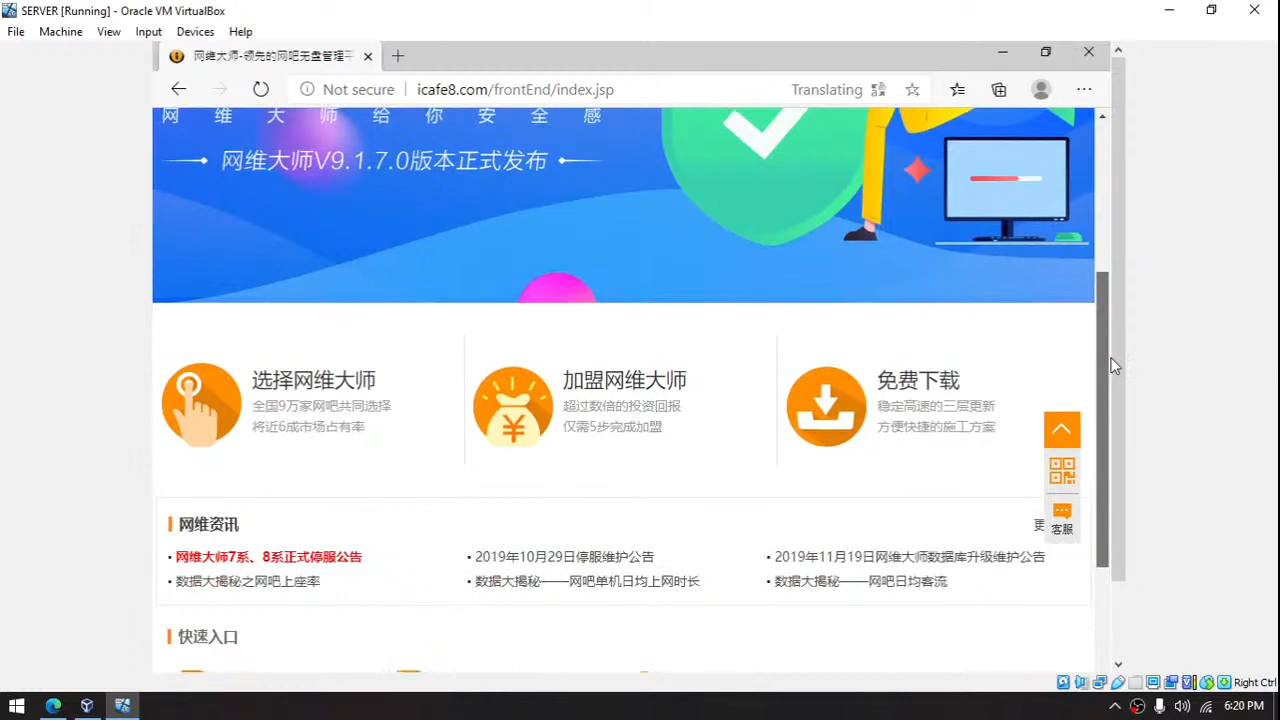 SERVER [Running] - Oracle VM VirtualBox
File Machine View Input Devices Help
网维大师-领先的网吧无盘管理平
Not secure icafe8.com/frontEnd/index.jsp Translating
网维大师给你安全感
网维大师V9.1.7.0版本正式发布
选择网维大师
全国9万家网吧共同选择
将近6成市场占有率
加盟网维大师
超过数倍的投资回报
仅需5步完成加盟
免费下载
稳定高速的三层更新
方便快捷的施工方案
客服
网维资讯
更
· 网维大师7系、8系正式停服公告
· 2019年10月29日停服维护公告
· 2019年11月19日网维大师数据库升级维护公告
· 数据大揭秘之网吧上座率
· 数据大揭秘——网吧单机日均上网时长
· 数据大揭秘——网吧日均客流
快速入口
Right Ctrl
6:20 PM